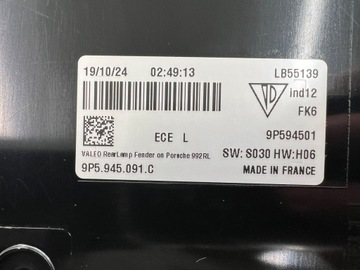 19/10/24 02:49:13 LB55139
TD ind12
FK6
ECE L 9P594501
VALEO RearLamp Fender on Porsche 992RL SW: S030 HW:H06
9P5.945.091.C MADE IN FRANCE